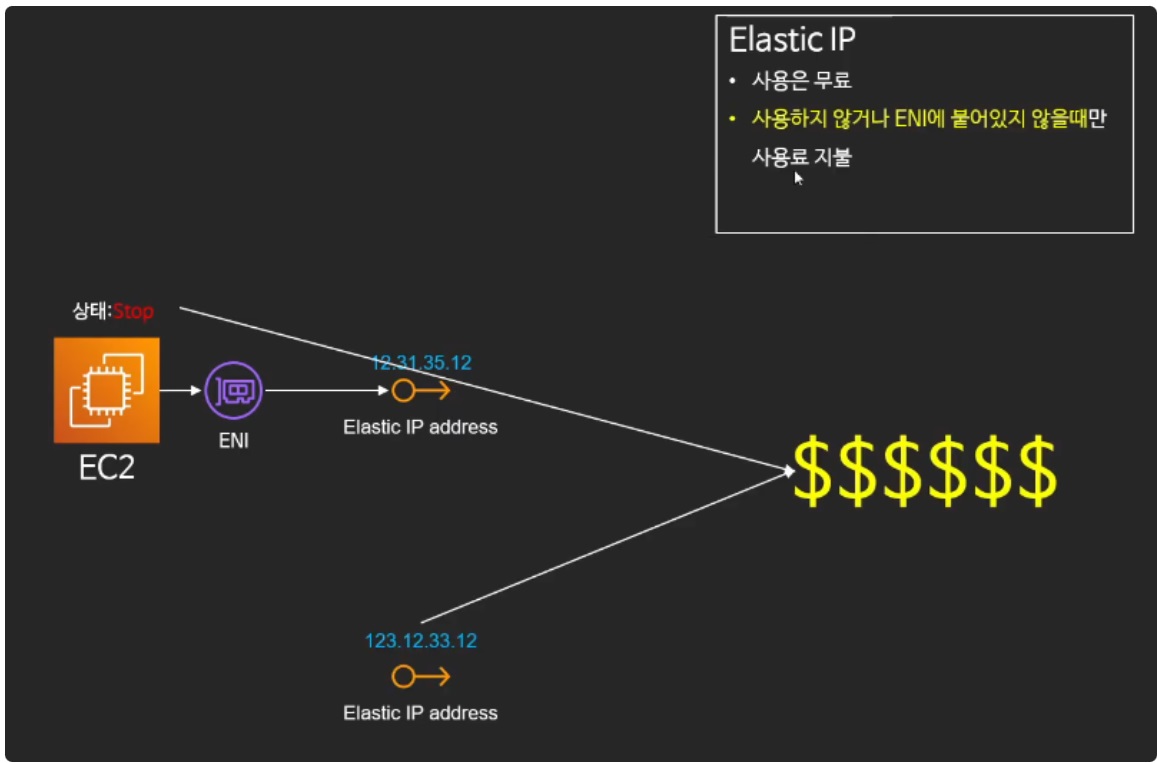 Elastic IP
• 사용은 무료
• 사용하지 않거나 ENI에 붙어있지 않을때만
사용료 지불
상태:Stop
12.31.35.12
Elastic IP address
ENI
EC2
$$$$$$
123.12.33.12
Elastic IP address